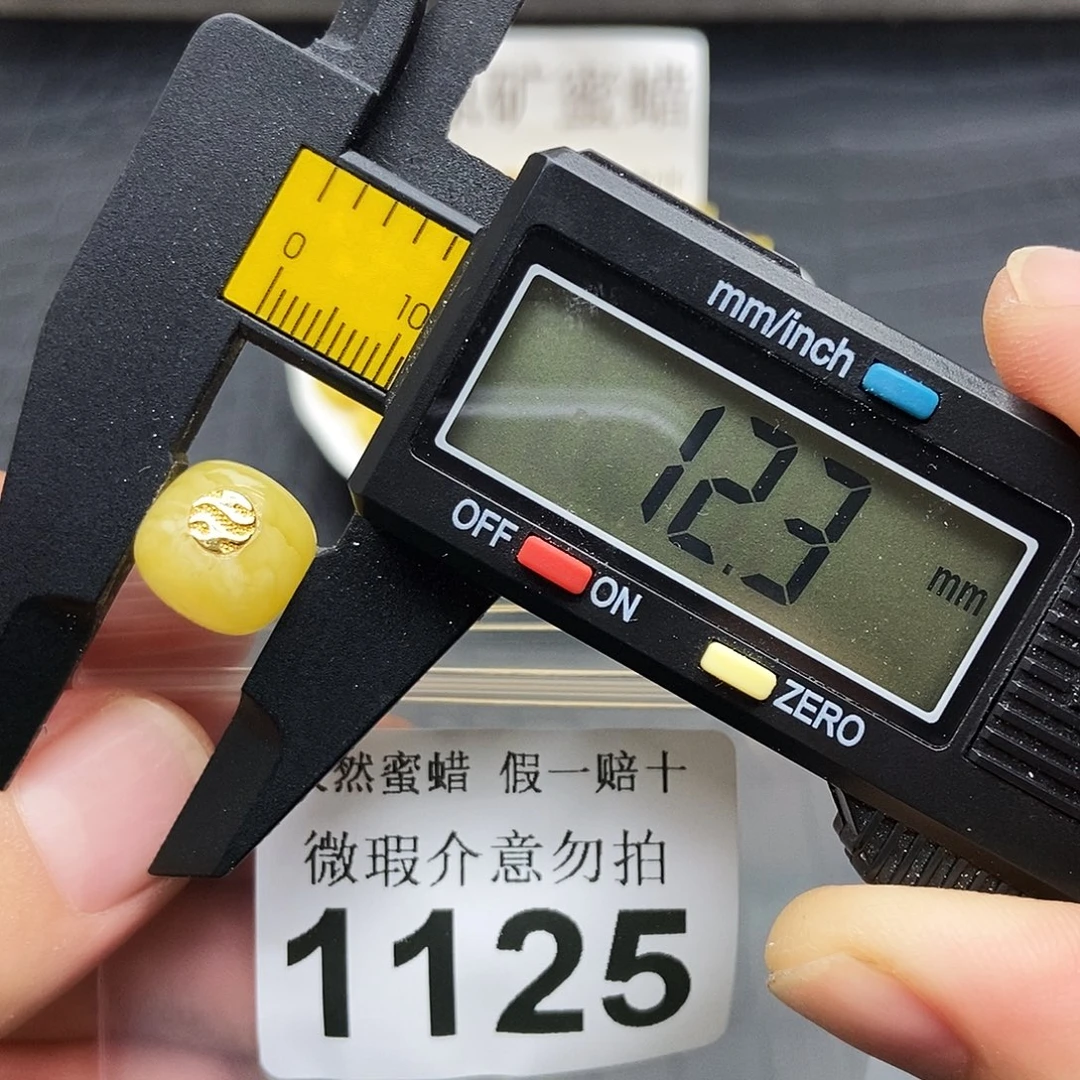 矿蜜蜡
0
10
mm/inch
12.3
mm
OFF
ON
ZERO
然蜜蜡 假一赔十
微瑕介意勿拍
1125